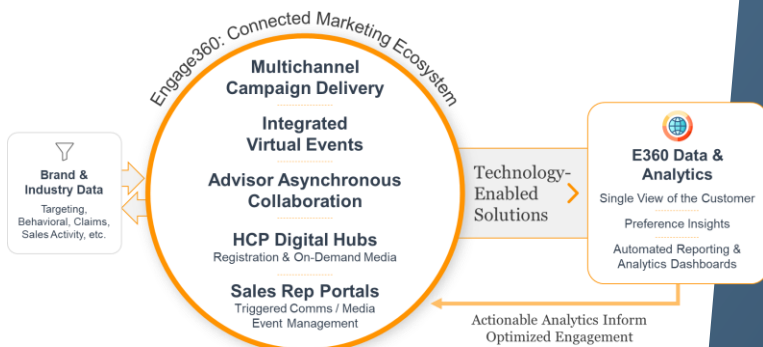 Engage360: Connected Marketing Ecosystem
Multichannel
Campaign Delivery
Integrated
Virtual Events
Advisor Asynchronous
Collaboration
HCP Digital Hubs
Registration & On-Demand Media
Sales Rep Portals
Triggered Comms / Media
Event Management
Brand &
Industry Data
Targeting,
Behavioral, Claims,
Sales Activity, etc.
Technology-
Enabled
Solutions
E360 Data &
Analytics
Single View of the Customer
Preference Insights
Automated Reporting &
Analytics Dashboards
Actionable Analytics Inform
Optimized Engagement